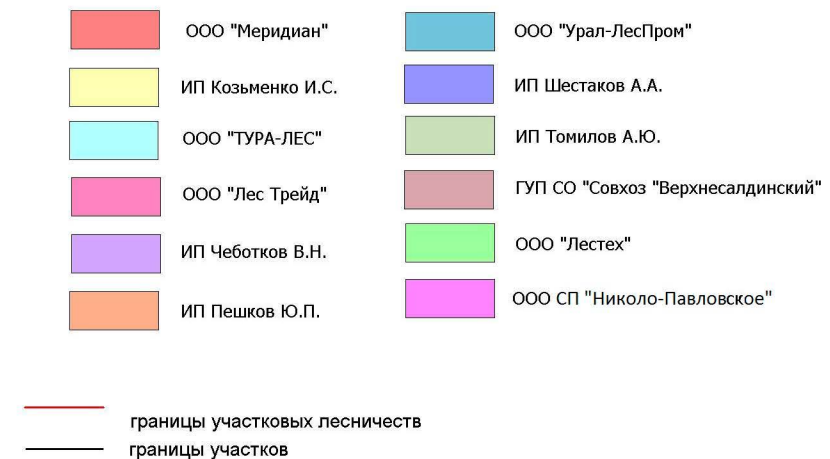 ООО "Меридиан"
ИП Козьменко И.С.
ООО "ТУРА-ЛЕС"
ООО "Лес Трейд"
ИП Чеботков В.Н.
ИП Пешков Ю.П.
ООО "Урал-ЛесПром"
ИП Шестаков А.А.
ИП Томилов А.Ю.
ГУП СО "Совхоз "Верхнесалдинский"
ООО "Лестех"
ООО СП "Николо-Павловское"
границы участковых лесничеств
границы участков